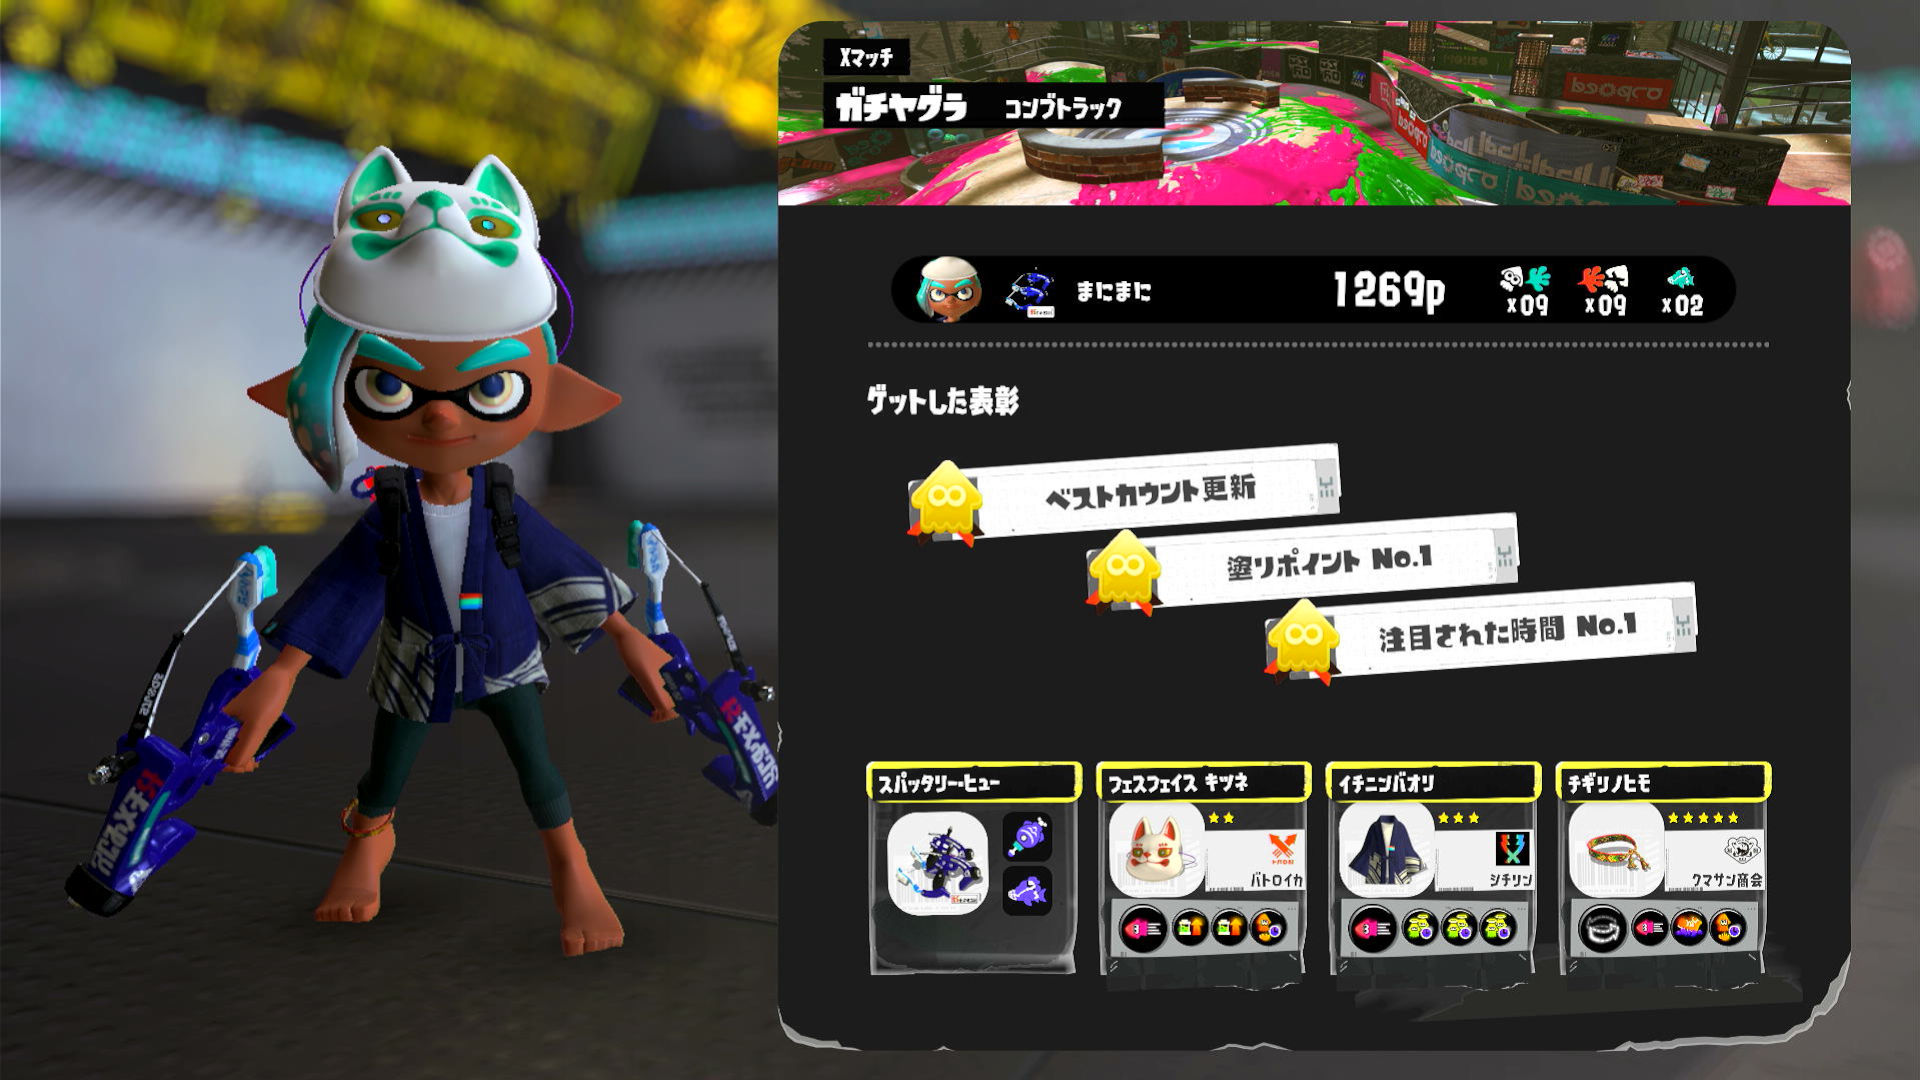 Xマッチ
ガチヤグラ コンブトラック
まにまに 1269p x09 x09 x02
ゲットした表彰
ベストカウント更新
塗りポイント No.1
注目された時間 No.1
スパッタリー・ヒュー
フェスフェイス キツネ
イチニンバオリ
チギリノヒモ
バトロイカ
シチリン
クマサン商会